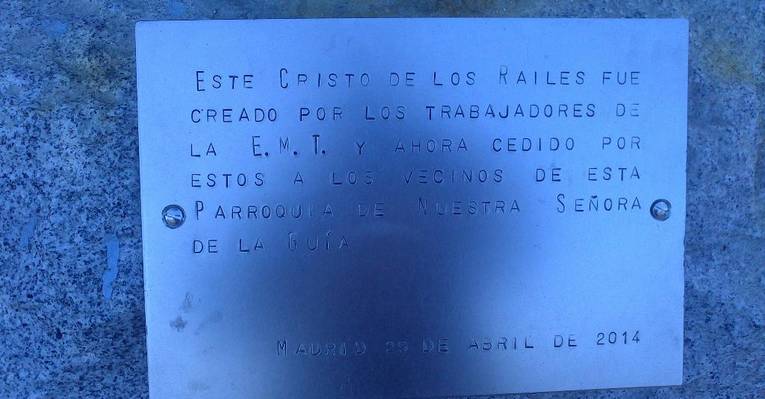 ESTE CRISTO DE LOS RAILES FUE
CREADO POR LOS TRABAJADORES DE
LA E.M.T. Y AHORA CEDIDO POR
ESTOS A LOS VECINOS DE ESTA
PARROQUIA DE NUESTRA SEÑORA
DE LA GUÍA
MADRID 25 DE ABRIL DE 2014